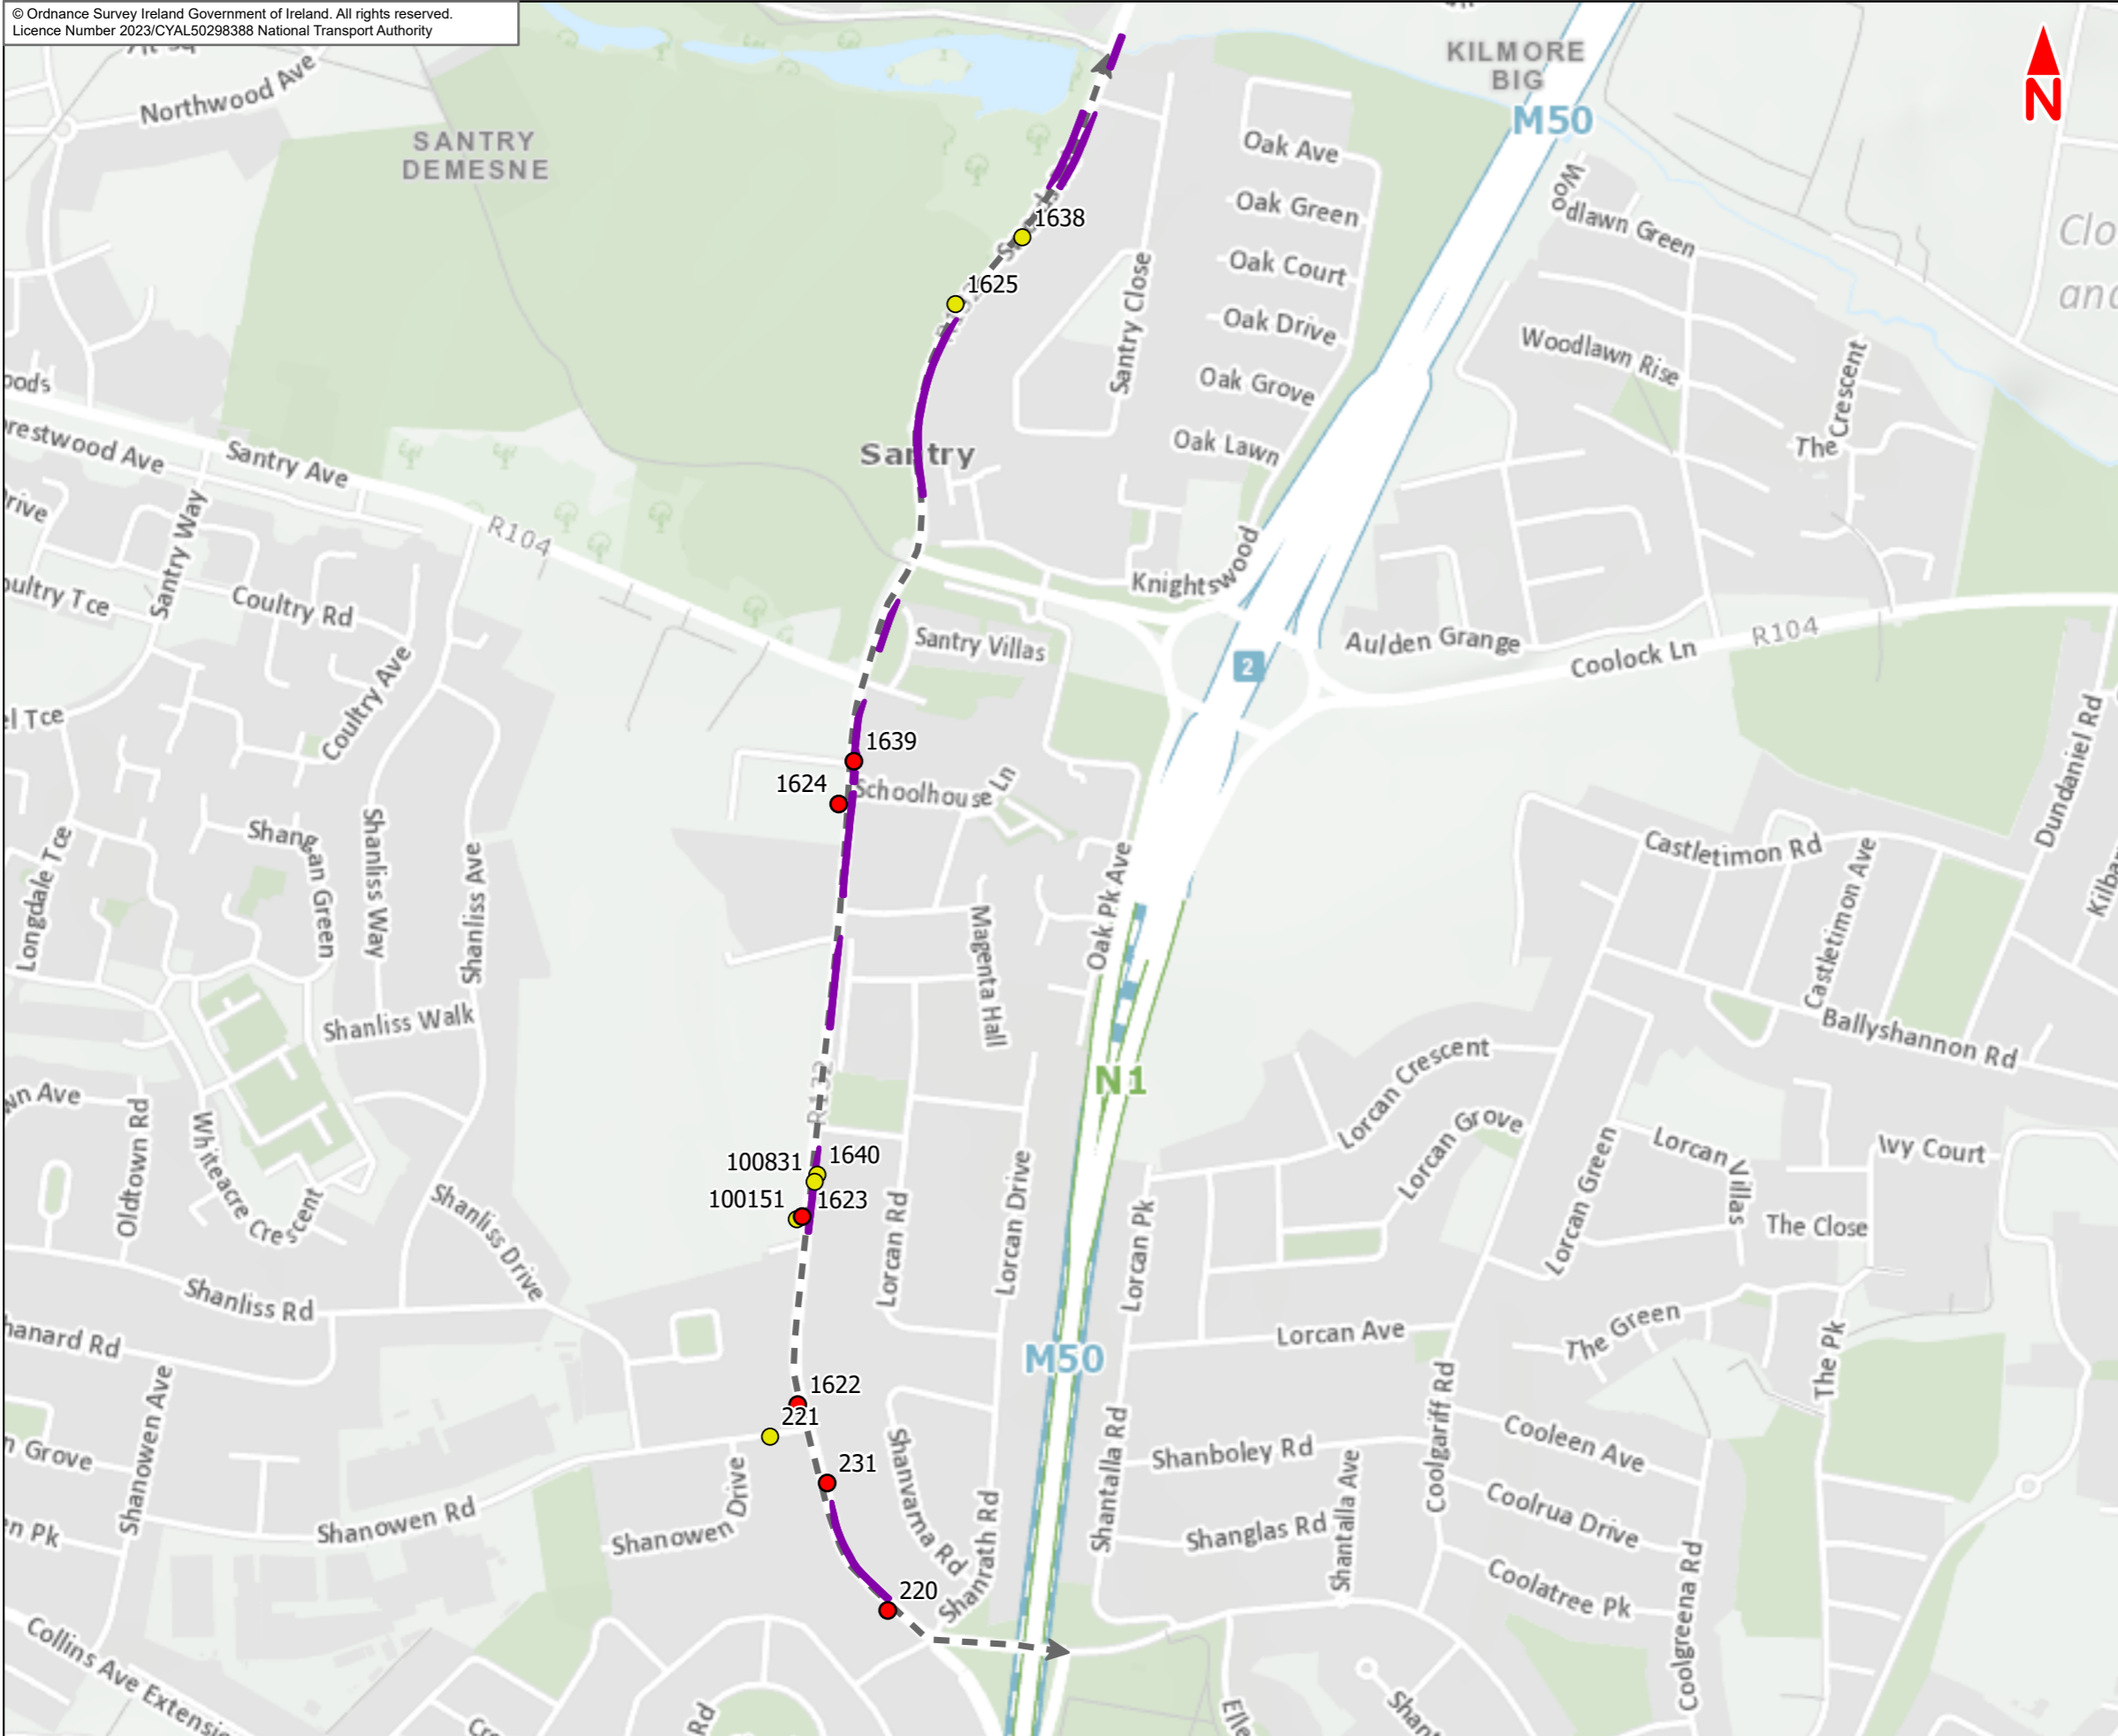 © Ordnance Survey Ireland Government of Ireland. All rights reserved.
Licence Number 2023/CYAL50298388 National Transport Authority
N
KILMORE
BIG
M50
Northwood Ave
SANTRY
DEMESNE
Oak Ave
Oak Green
Oak Court
Oak Drive
Oak Grove
Oak Lawn
Woodlawn Green
Woodlawn Rise
The Crescent
1638
1625
Santry Close
Santry
Santry Ave
R104
Santry Way
Coultry Rd
Coultry Ave
Knightswood
Santry Villas
2
Aulden Grange
Coolock Ln
R104
Dundaniel Rd
1639
1624
Schoolhouse Ln
Castletimon Rd
Castletimon Ave
Ballyshannon Rd
Longdale Tce
Shangan Green
Shanliss Way
Shanliss Ave
Shanliss Walk
Magenta Hall
Oak Pk Ave
N1
R132
Lorcan Crescent
Lorcan Grove
Lorcan Green
Lorcan Villas
Ivy Court
The Close
Oldtown Rd
Whiteacre Crescent
100831
1640
100151
1623
Shanliss Drive
Shanliss Rd
Lorcan Rd
Lorcan Drive
Lorcan Pk
Lorcan Ave
The Green
The Pk
M50
1622
221
231
220
Shanowen Ave
Shanowen Rd
Shanowen Drive
Shanvarna Rd
Shanrath Rd
Shantalla Rd
Shanboley Rd
Shanglas Rd
Shantalla Ave
Coolgariff Rd
Cooleen Ave
Coolrua Drive
Coolatree Pk
Coolgreena Rd
Collins Ave
Rd